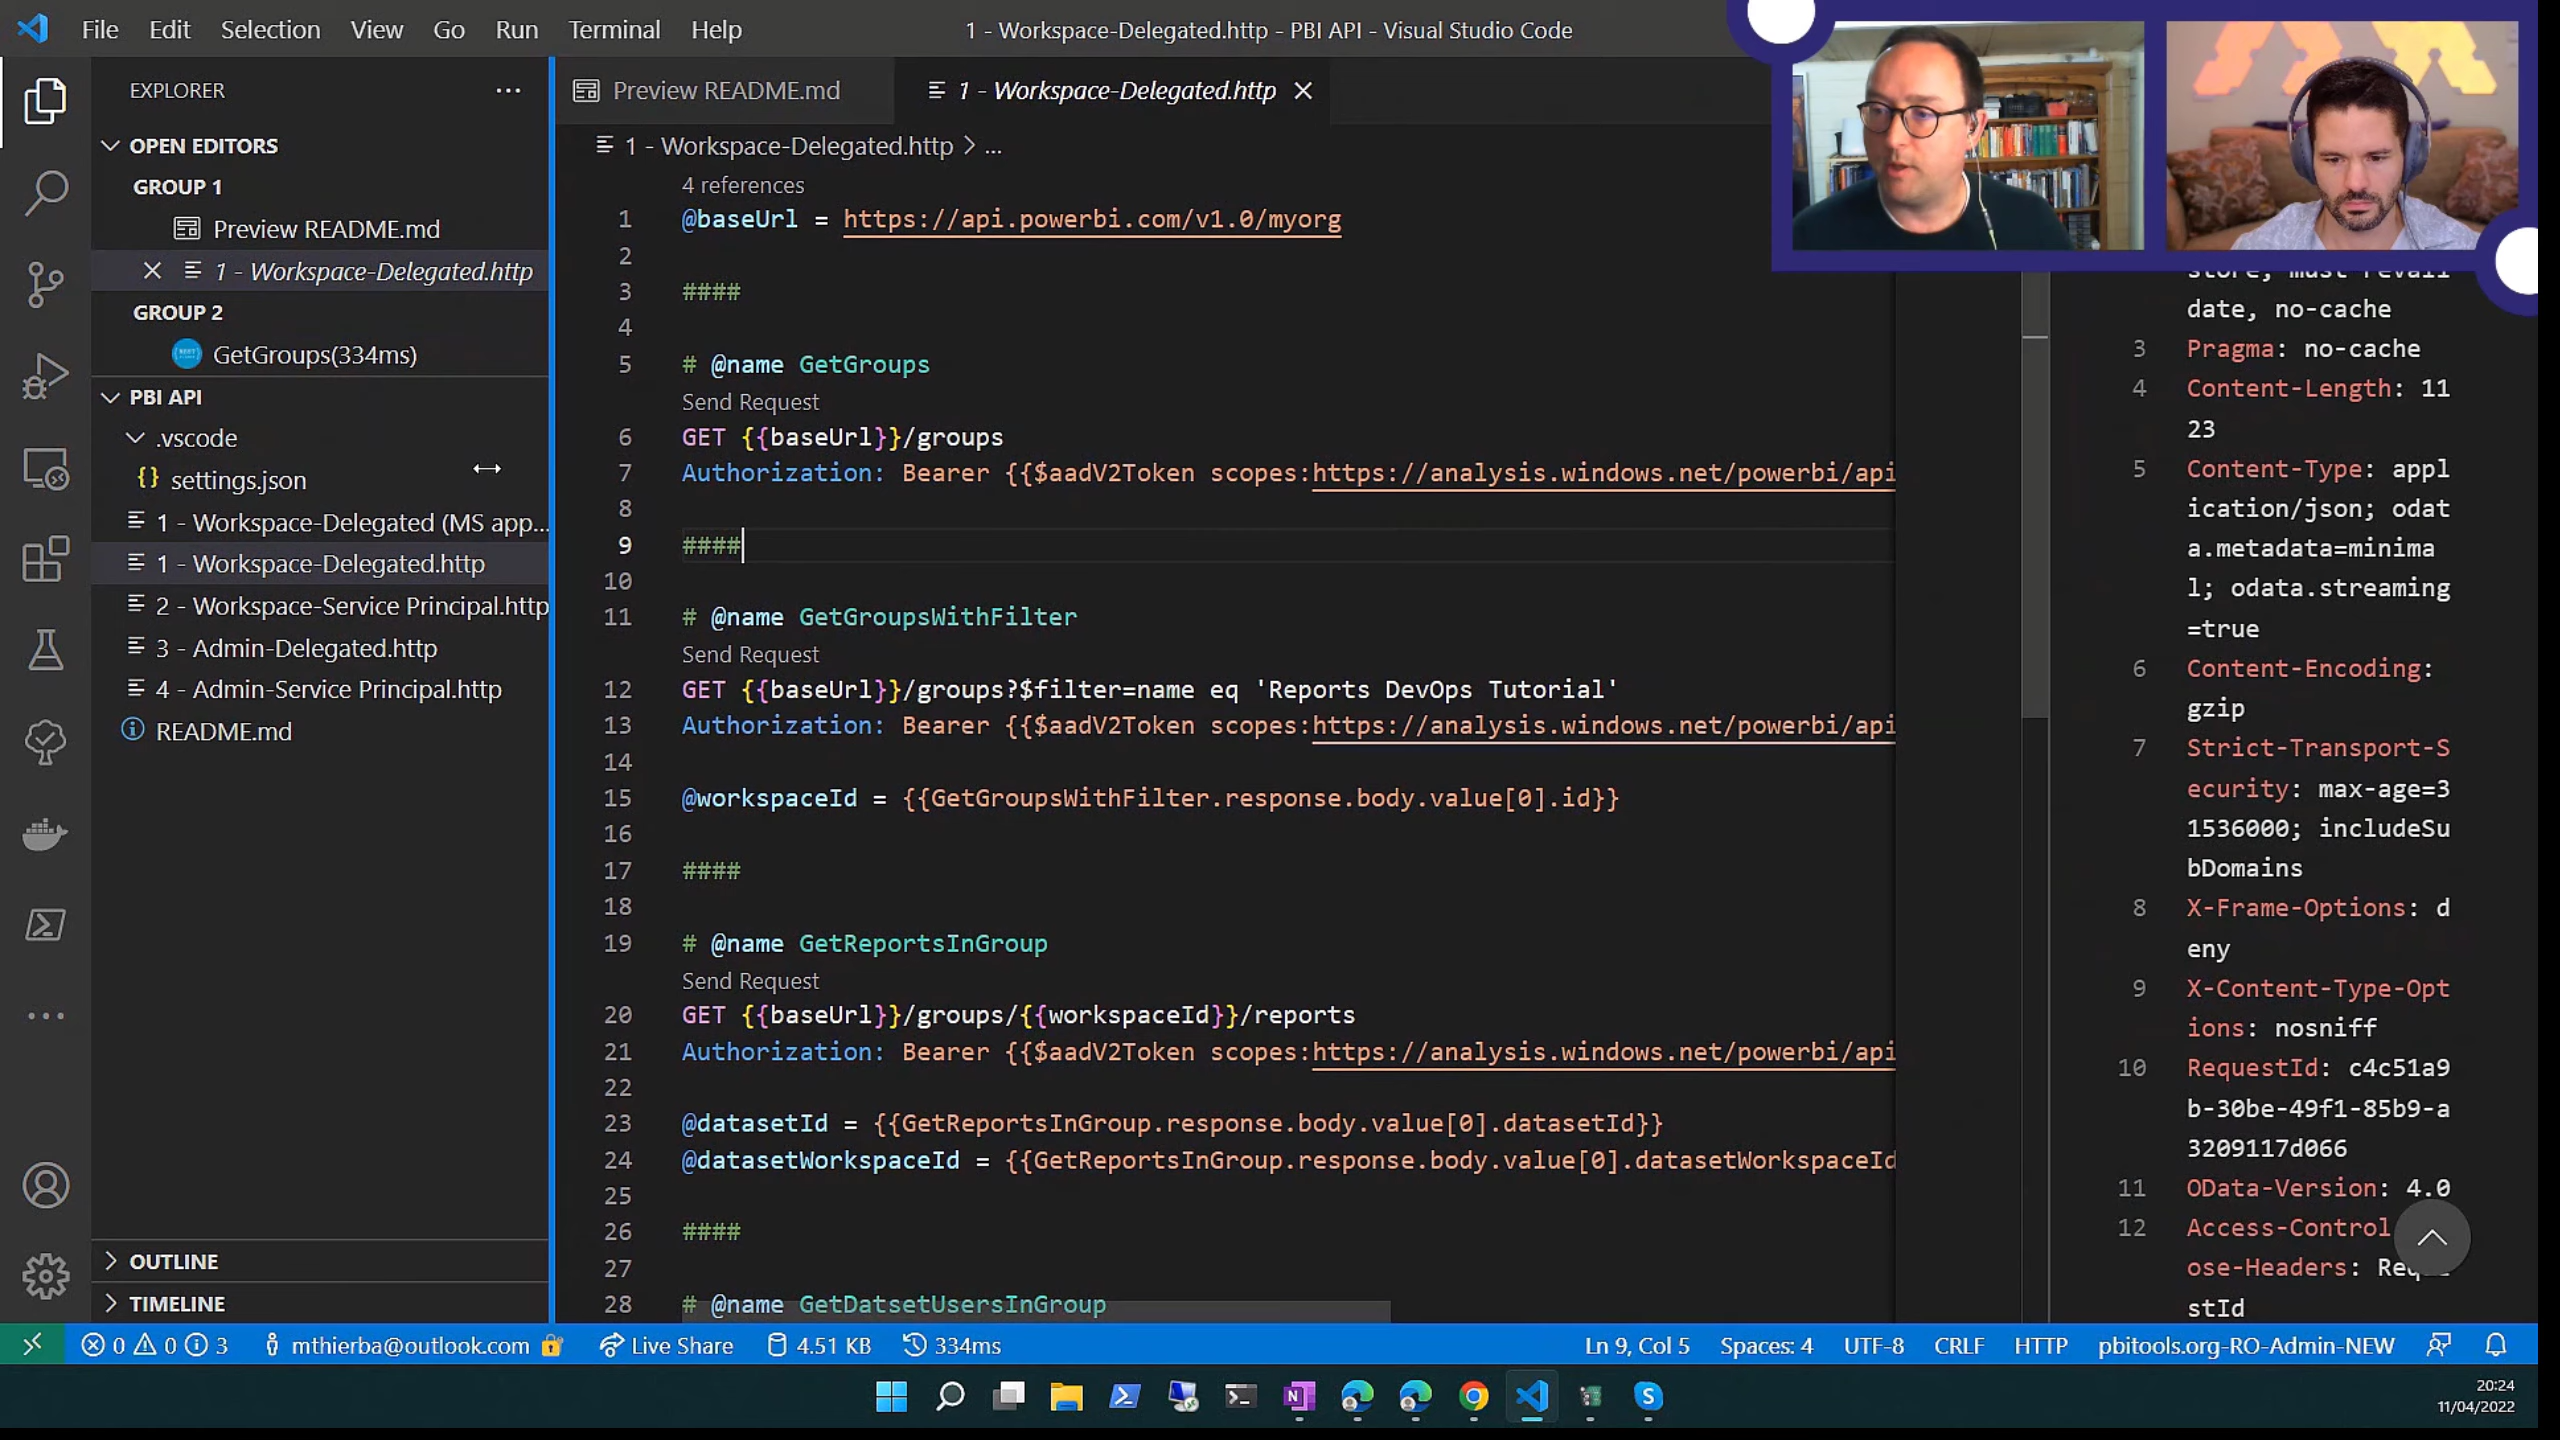 File Edit Selection View Go Run Terminal Help
1 - Workspace-Delegated.http - PBI API - Visual Studio Code
EXPLORER
OPEN EDITORS
GROUP 1
Preview README.md
1 - Workspace-Delegated.http
GROUP 2
GetGroups(334ms)
PBI API
.vscode
{} settings.json
1 - Workspace-Delegated (MS app...
1 - Workspace-Delegated.http
2 - Workspace-Service Principal.http
3 - Admin-Delegated.http
4 - Admin-Service Principal.http
README.md
OUTLINE
TIMELINE
Preview README.md
1 - Workspace-Delegated.http
1 - Workspace-Delegated.http > ...
4 references
1 @baseUrl = https://api.powerbi.com/v1.0/myorg
2
3 ####
4
5 # @name GetGroups
Send Request
6 GET {{baseUrl}}/groups
7 Authorization: Bearer {{$aadV2Token scopes:https://analysis.windows.net/powerbi/api
8
9 ####
10
11 # @name GetGroupsWithFilter
Send Request
12 GET {{baseUrl}}/groups?$filter=name eq 'Reports DevOps Tutorial'
13 Authorization: Bearer {{$aadV2Token scopes:https://analysis.windows.net/powerbi/api
14
15 @workspaceId = {{GetGroupsWithFilter.response.body.value[0].id}}
16
17 ####
18
19 # @name GetReportsInGroup
Send Request
20 GET {{baseUrl}}/groups/{{workspaceId}}/reports
21 Authorization: Bearer {{$aadV2Token scopes:https://analysis.windows.net/powerbi/api
22
23 @datasetId = {{GetReportsInGroup.response.body.value[0].datasetId}}
24 @datasetWorkspaceId = {{GetReportsInGroup.response.body.value[0].datasetWorkspaceId
25
26 ####
27
28 # @name GetDatsetUsersInGroup
store, must-revali
date, no-cache
3 Pragma: no-cache
4 Content-Length: 11
23
5 Content-Type: appl
ication/json; odat
a.metadata=minima
l; odata.streaming
=true
6 Content-Encoding:
gzip
7 Strict-Transport-S
ecurity: max-age=3
1536000; includeSu
bDomains
8 X-Frame-Options: d
eny
9 X-Content-Type-Opt
ions: nosniff
10 RequestId: c4c51a9
b-30be-49f1-85b9-a
3209117d066
11 OData-Version: 4.0
12 Access-Control
ose-Headers:
stId
0 0 3 mthierba@outlook.com Live Share 4.51 KB 334ms
Ln 9, Col 5 Spaces: 4 UTF-8 CRLF HTTP pbitools.org-RO-Admin-NEW
20:24
11/04/2022